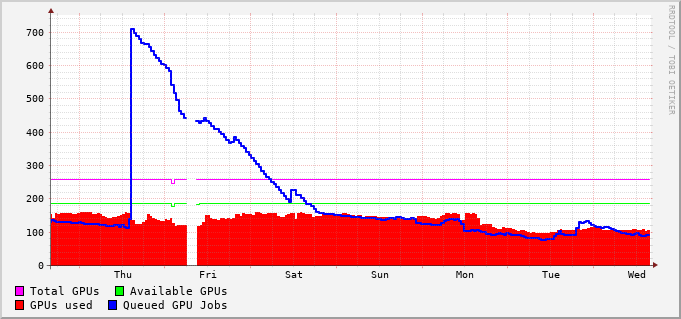 700
600
500
400
300
200
100
0
Thu Fri Sat Sun Mon Tue Wed
RRDTOOL / TOBI OETIKER
Total GPUs Available GPUs
GPUs used Queued GPU Jobs